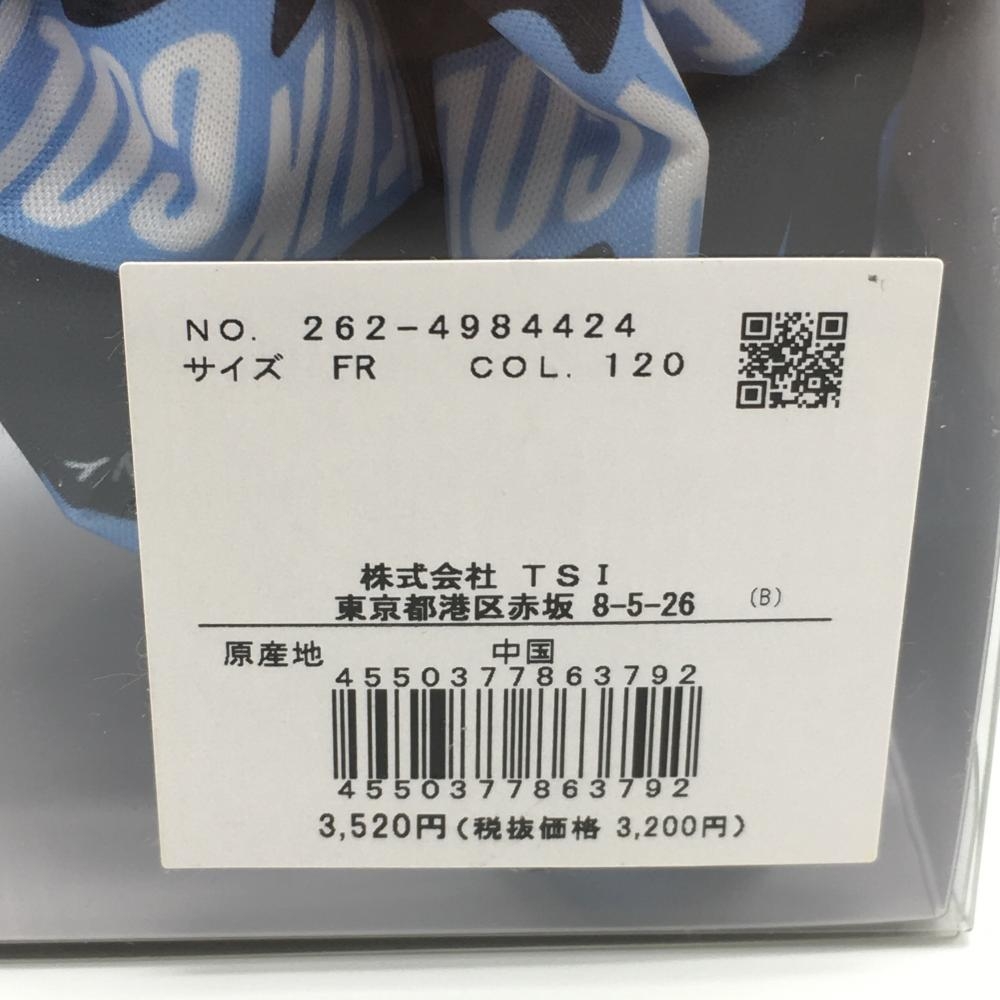 NO. 262-4984424
サイズ FR COL. 120
株式会社 TSI
東京都港区赤坂 8-5-26 (B)
原産地 中国
4550377863792
4550377863792
3,520円(税抜価格 3,200円)